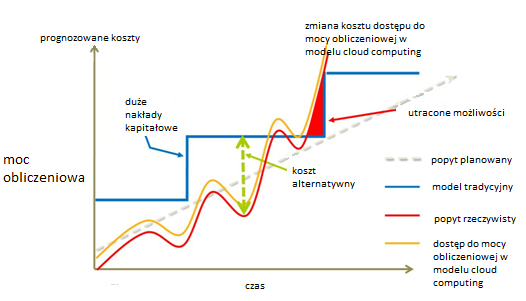 zmiana kosztu dostępu do
mocy obliczeniowej w
modelu cloud computing
prognozowane koszty
duże
nakłady
kapitałowe
utracone możliwości
moc
obliczeniowa
koszt
alternatywny
popyt planowany
model tradycyjny
popyt rzeczywisty
dostęp do mocy
obliczeniowej w
modelu cloud
computing
czas